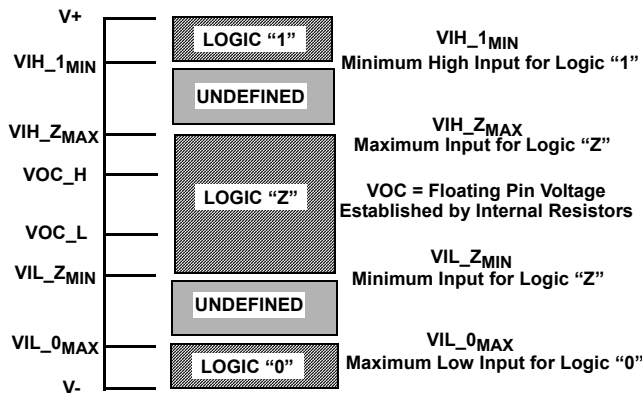 V+
VIH_1MIN
VIH_ZMAX
VOC_H
VOC_L
VIL_ZMIN
VIL_0MAX
V-
LOGIC “1”
UNDEFINED
LOGIC “Z”
UNDEFINED
LOGIC “0”
VIH_1MIN
Minimum High Input for Logic “1”
VIH_ZMAX
Maximum Input for Logic “Z”
VOC = Floating Pin Voltage
Established by Internal Resistors
VIL_ZMIN
Minimum Input for Logic “Z”
VIL_0MAX
Maximum Low Input for Logic “0”